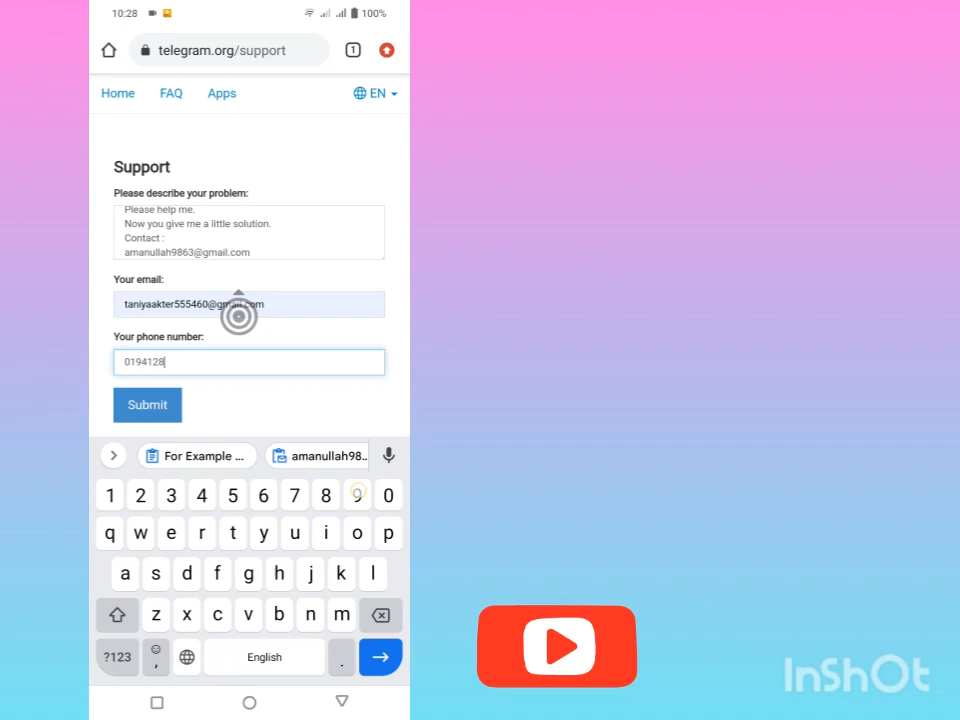 10:28
100%
telegram.org/support
1
Home FAQ Apps EN
Support
Please describe your problem:
Please help me.
Now you give me a little solution.
Contact :
amanullah9863@gmail.com
Your email:
taniyaakter555460@gmail.com
Your phone number:
0194128
Submit
For Example ... amanullah98..
1 2 3 4 5 6 7 8 9 0
q w e r t y u i o p
a s d f g h j k l
z x c v b n m
?123 , English .
InShOt